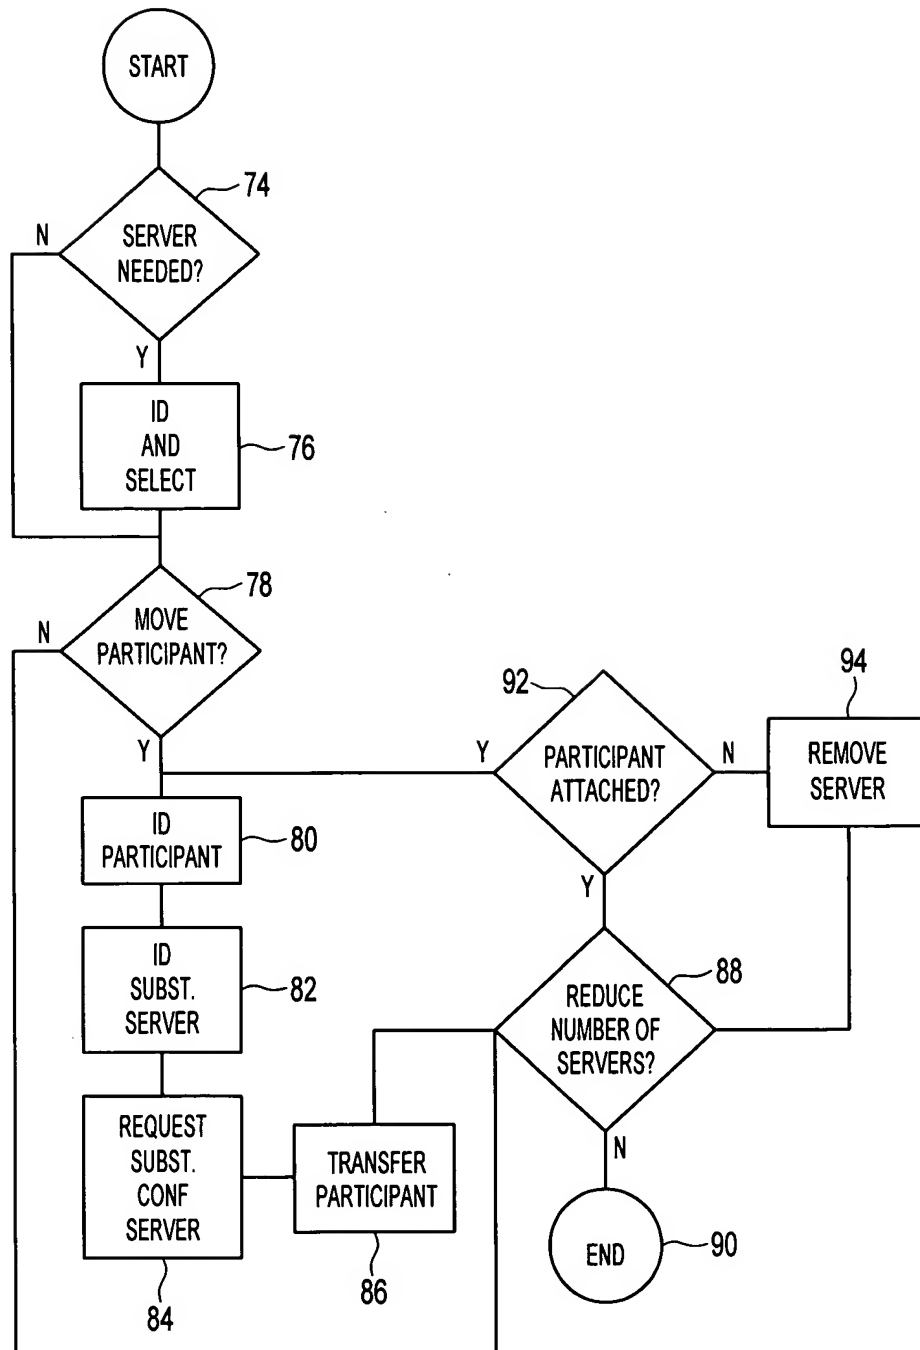 START
74
N
SERVER
NEEDED?
Y
ID
AND
SELECT
76
78
N
MOVE
PARTICIPANT?
Y
92
94
Y
PARTICIPANT
ATTACHED?
N
REMOVE
SERVER
Y
ID
PARTICIPANT
80
ID
SUBST.
SERVER
82
88
REDUCE
NUMBER OF
SERVERS?
N
REQUEST
SUBST.
CONF
SERVER
84
TRANSFER
PARTICIPANT
86
END
90